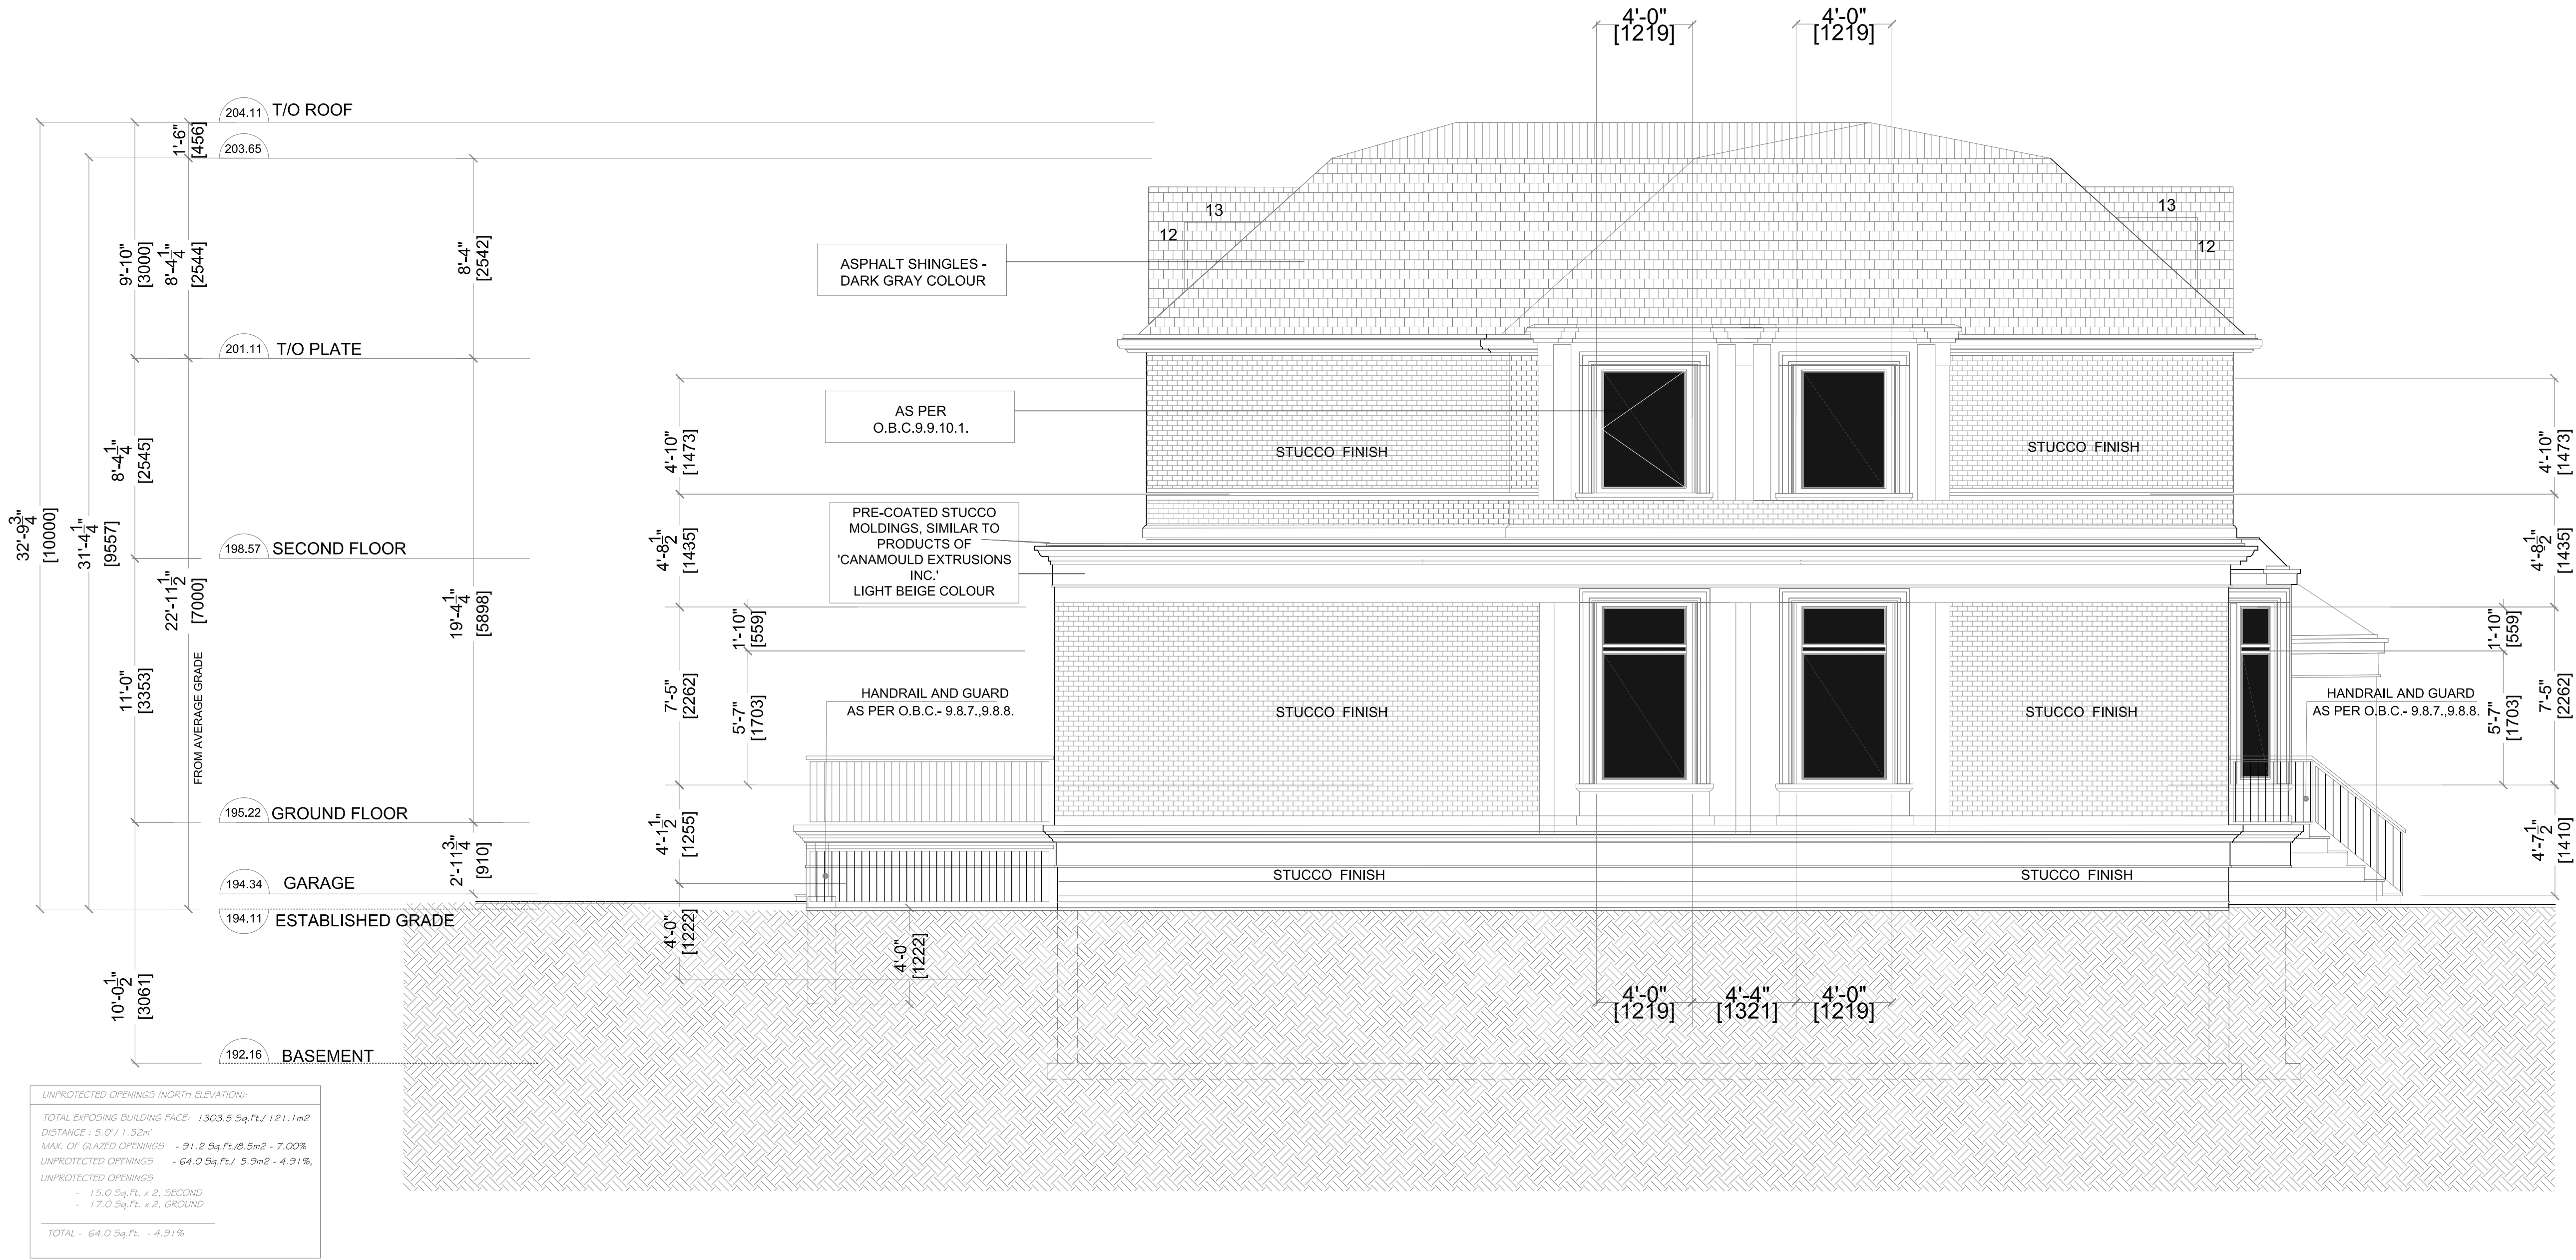 4'-0"
[1219]
4'-0"
[1219]
204.11 T/O ROOF
203.65
1'-6"
[456]
9'-10"
[3000]
8'-4 1/4"
[2544]
8'-4"
[2542]
13
12
13
12
ASPHALT SHINGLES -
DARK GRAY COLOUR
201.11 T/O PLATE
AS PER
O.B.C.9.9.10.1.
8'-4 1/4"
[2545]
4'-10"
[1473]
STUCCO FINISH
STUCCO FINISH
4'-10"
[1473]
32'-9 3/4"
[10000]
31'-4 1/4"
[9557]
198.57 SECOND FLOOR
PRE-COATED STUCCO
MOLDINGS, SIMILAR TO
PRODUCTS OF
'CANAMOULD EXTRUSIONS
INC.'
LIGHT BEIGE COLOUR
4'-8 1/2"
[1435]
4'-8 1/2"
[1435]
22'-11 1/2"
[7000]
FROM AVERAGE GRADE
19'-4 1/4"
[5898]
1'-10"
[559]
1'-10"
[559]
11'-0"
[3353]
7'-5"
[2262]
5'-7"
[1703]
HANDRAIL AND GUARD
AS PER O.B.C.- 9.8.7.,9.8.8.
STUCCO FINISH
STUCCO FINISH
HANDRAIL AND GUARD
AS PER O.B.C.- 9.8.7.,9.8.8.
5'-7"
[1703]
7'-5"
[2262]
195.22 GROUND FLOOR
2'-11 3/4"
[910]
4'-1 1/2"
[1255]
4'-7 1/2"
[1410]
194.34 GARAGE
STUCCO FINISH
STUCCO FINISH
194.11 ESTABLISHED GRADE
4'-0"
[1222]
4'-0"
[1222]
10'-0 1/2"
[3061]
4'-0"
[1219]
4'-4"
[1321]
4'-0"
[1219]
192.16 BASEMENT
UNPROTECTED OPENINGS (NORTH ELEVATION):
TOTAL EXPOSING BUILDING FACE: 1303.5 Sq.Ft./ 121.1m2
DISTANCE : 5.0'/ 1.52m'
MAX. OF GLAZED OPENINGS - 91.2 Sq.Ft./8.5m2 - 7.00%
UNPROTECTED OPENINGS - 64.0 Sq.Ft./ 5.9m2 - 4.91%,
UNPROTECTED OPENINGS
- 15.0 Sq.Ft. x 2, SECOND
- 17.0 Sq.Ft. x 2, GROUND
TOTAL - 64.0 Sq.Ft. - 4.91%